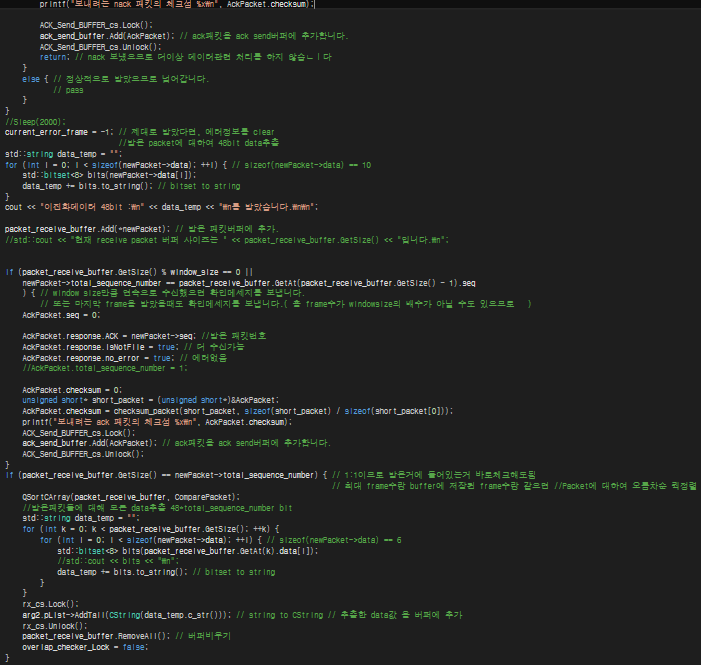 printf("보내려는 nack 패킷의 체크섬 %x\n", AckPacket.checksum);
ACK_Send_BUFFER_cs.Lock();
ack_send_buffer.Add(AckPacket); // ack패킷을 ack send버퍼에 추가합니다.
ACK_Send_BUFFER_cs.Unlock();
return; // nack 보냈으므로 더이상 데이터관련 처리를 하지 않습ㄴㅣ다
}
else { // 정상적으로 받았으므로 넘어갑니다.
// pass
}
}
//Sleep(2000);
current_error_frame = -1; // 제대로 받았다면, 에러정보를 clear
//받은 packet에 대하여 48bit data추출
std::string data_temp = "";
for (int i = 0; i < sizeof(newPacket->data); ++i) { // sizeof(newPacket->data) == 10
std::bitset<8> bits(newPacket->data[i]);
data_temp += bits.to_string(); // bitset to string
}
cout << "이진화데이터 48bit :\n" << data_temp << "\n를 받았습니다.\n\n";
packet_receive_buffer.Add(*newPacket); // 받은 패킷버퍼에 추가.
//std::cout << "현재 receive packet 버퍼 사이즈는 " << packet_receive_buffer.GetSize() << "입니다.\n";
if (packet_receive_buffer.GetSize() % window_size == 0 ||
newPacket->total_sequence_number == packet_receive_buffer.GetAt(packet_receive_buffer.GetSize() - 1).seq
) { // window size만큼 연속으로 수신했으면 확인메세지를 보냅니다.
// 또는 마지막 frame을 받았을때도 확인메세지를 보냅니다.( 총 frame수가 windowsize의 배수가 아닐 수도 있으므로 )
AckPacket.seq = 0;
AckPacket.response.ACK = newPacket->seq; //받은 패킷번호
AckPacket.response.isNotFile = true; // 더 수신가능
AckPacket.response.no_error = true; // 에러없음
//AckPacket.total_sequence_number = 1;
AckPacket.checksum = 0;
unsigned short* short_packet = (unsigned short*)&AckPacket;
AckPacket.checksum = checksum_packet(short_packet, sizeof(short_packet) / sizeof(short_packet[0]));
printf("보내려는 ack 패킷의 체크섬 %x\n", AckPacket.checksum);
ACK_Send_BUFFER_cs.Lock();
ack_send_buffer.Add(AckPacket); // ack패킷을 ack send버퍼에 추가합니다.
ACK_Send_BUFFER_cs.Unlock();
}
if (packet_receive_buffer.GetSize() == newPacket->total_sequence_number) { // 1:1이므로 받은거에 들어있는거 바로체크해도됨
// 최대 frame수랑 buffer에 저장된 frame수랑 같으면 //Packet에 대하여 오름차순 퀵정렬
QSortCArray(packet_receive_buffer, ComparePacket);
//받은패킷들에 대해 모든 data추출 48*total_sequence_number bit
std::string data_temp = "";
for (int k = 0; k < packet_receive_buffer.GetSize(); ++k) {
for (int i = 0; i < sizeof(newPacket->data); ++i) { // sizeof(newPacket->data) == 6
std::bitset<8> bits(packet_receive_buffer.GetAt(k).data[i]);
//std::cout << bits << "\n";
data_temp += bits.to_string(); // bitset to string
}
}
rx_cs.Lock();
arg2.pList->AddTail(CString(data_temp.c_str())); // string to CString // 추출한 data값 을 버퍼에 추가
rx_cs.Unlock();
packet_receive_buffer.RemoveAll(); // 버퍼비우기
overlap_checker_Lock = false;
}